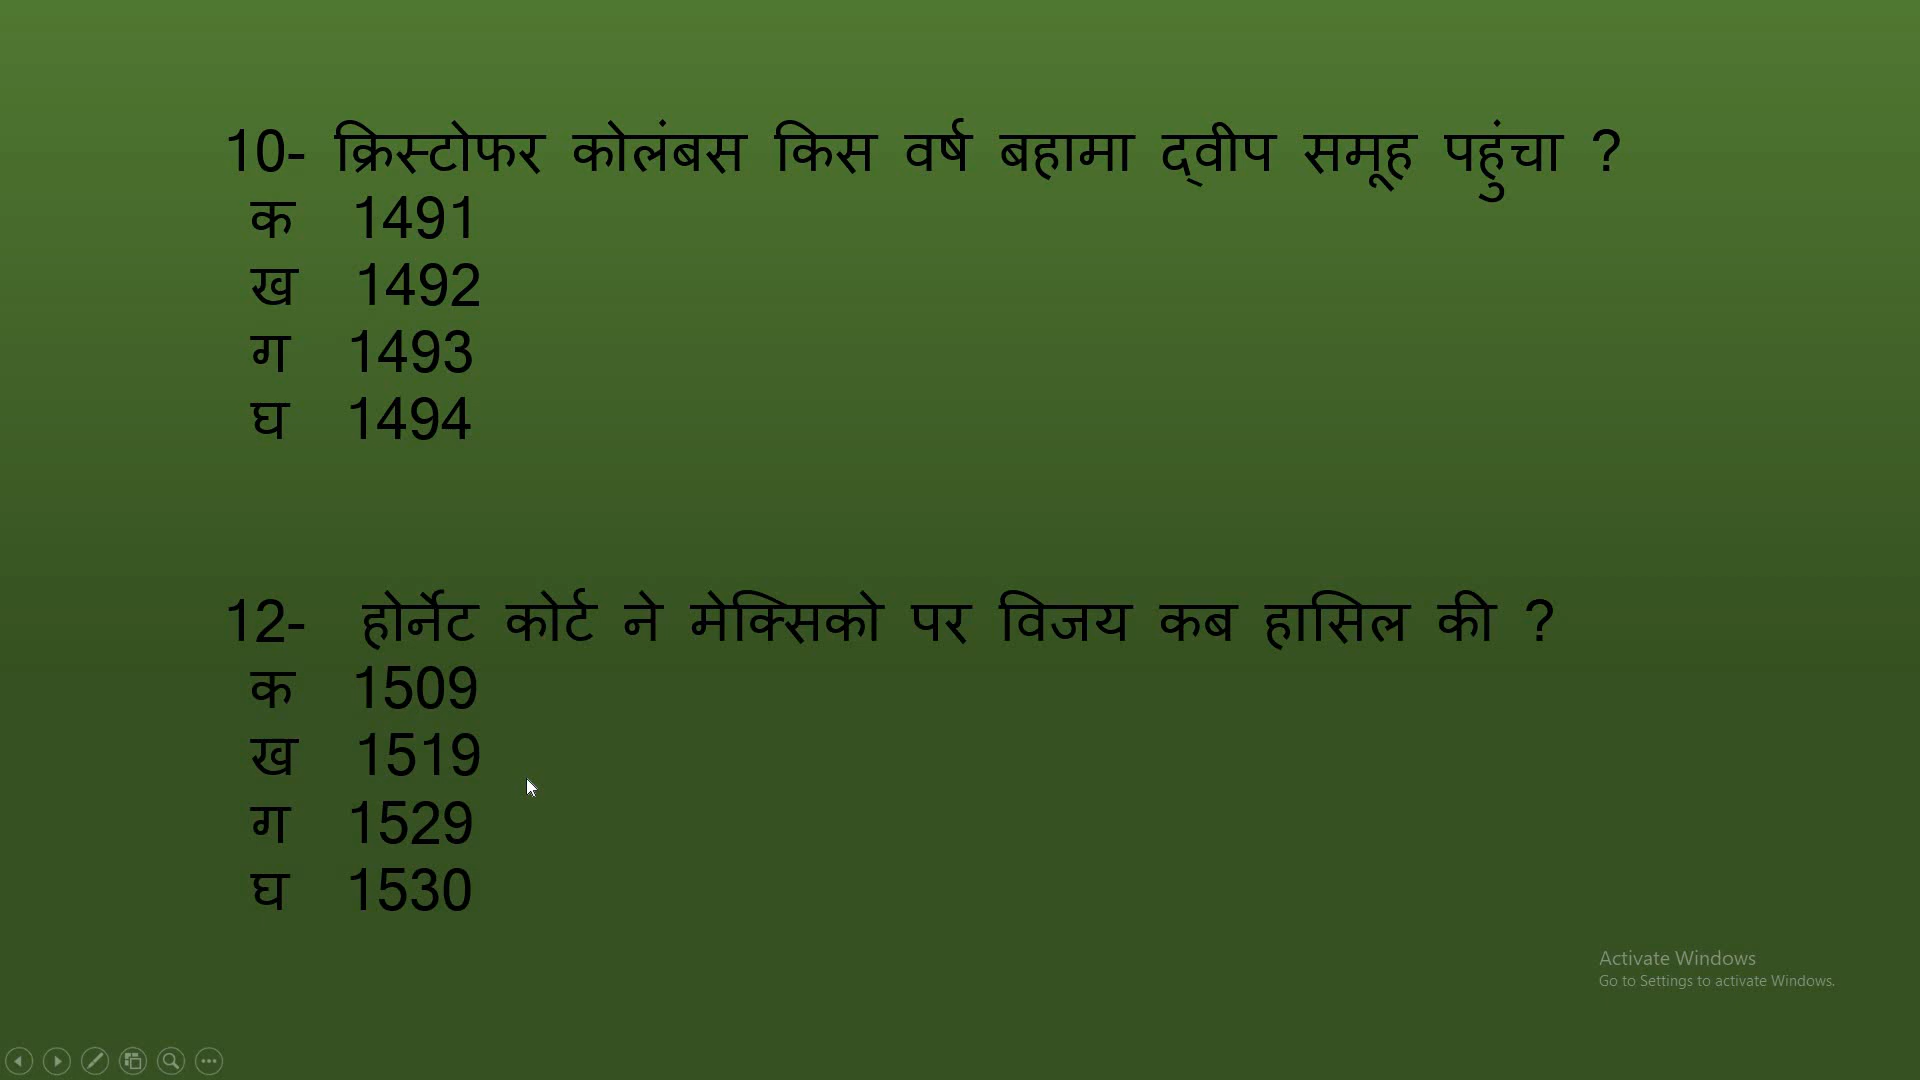 10- क्रिस्टोफर कोलंबस किस वर्ष बहामा द्वीप समूह पहुंचा ?
क 1491
ख 1492
ग 1493
घ 1494
12- होर्नेट कोर्ट ने मेक्सिको पर विजय कब हासिल की ?
क 1509
ख 1519
ग 1529
घ 1530
Activate Windows
Go to Settings to activate Windows.